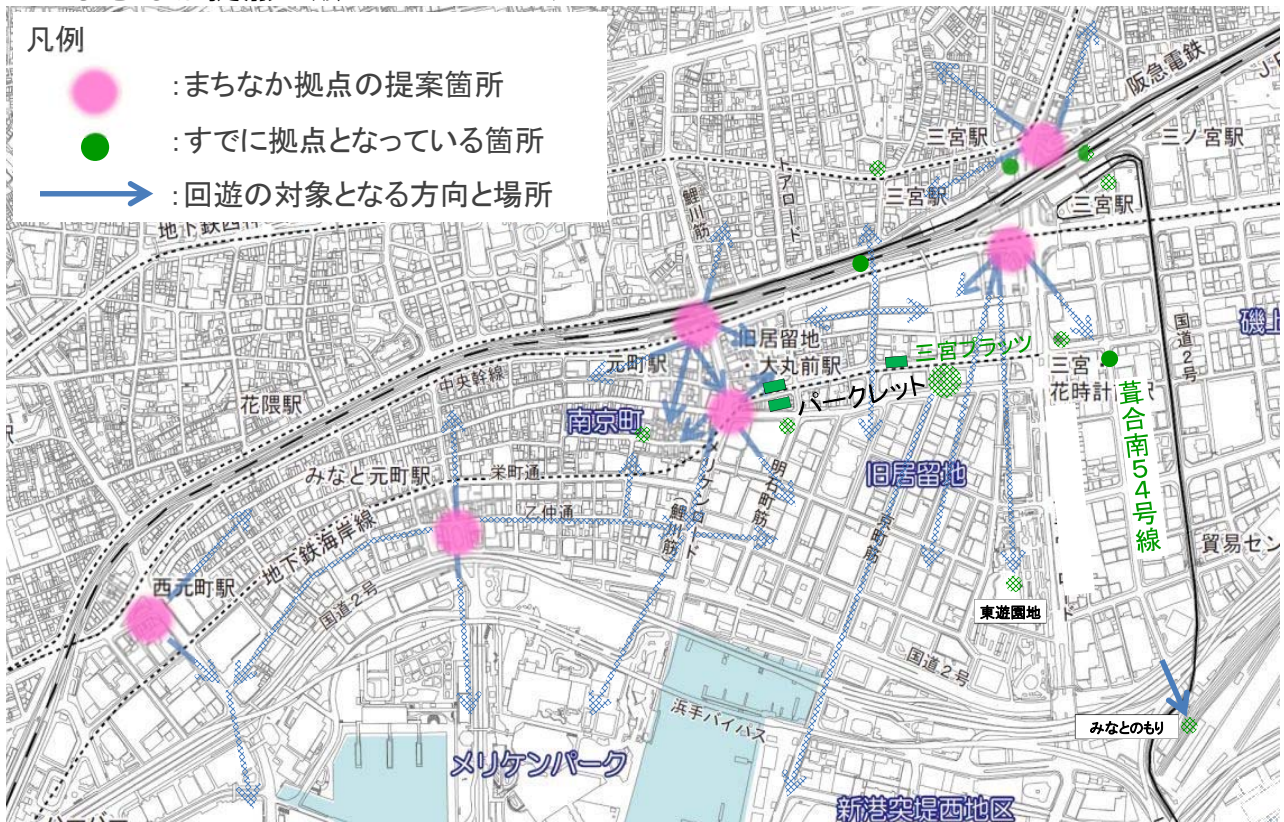 凡例
：まちなか拠点の提案箇所
：すでに拠点となっている箇所
：回遊の対象となる方向と場所
阪急電鉄
三宮駅
三ノ宮駅
三宮駅
三宮駅
トアロード
鯉川筋
国道2号
磯上
旧居留地
・大丸前駅
三宮プラッツ
元町駅
中央幹線
パークレット
三宮・
花時計前駅
花隈駅
南京町
葺合南54号線
みなと元町駅
栄町通
旧居留地
明石町筋
乙仲通
京町筋
メリケンロード
（鯉川筋）
地下鉄海岸線
貿易セン
西元町駅
国道2号
東遊園地
国道2号
浜手バイパス
みなとのもり
メリケンパーク
新港突堤西地区